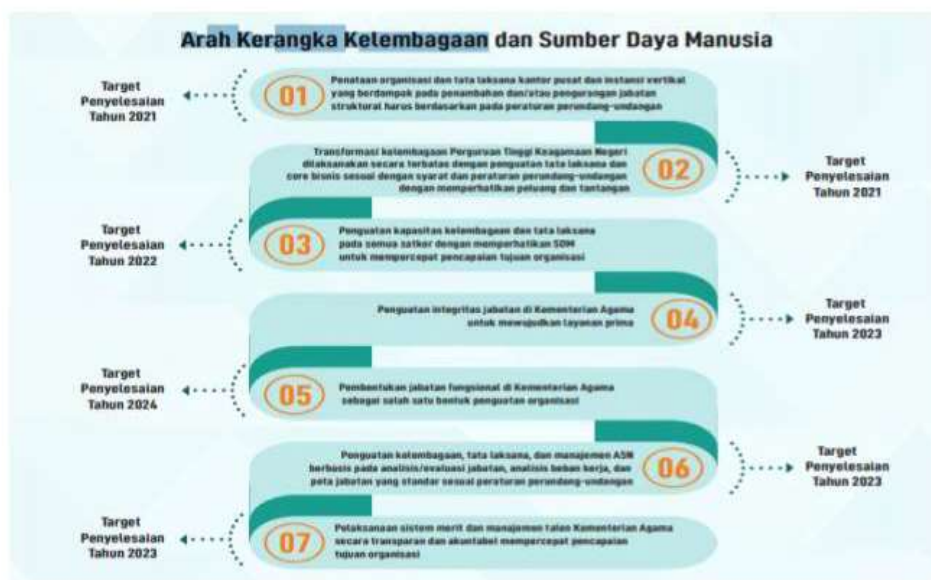 Arah Kerangka Kelembagaan dan Sumber Daya Manusia
Target
Penyelesaian
Tahun 2021
01
Penataan organisasi dan tata laksana kantor pusat dan instansi vertikal
yang berdampak pada penambahan dan/atau pengurangan jabatan
struktural harus berdasarkan pada peraturan perundang-undangan
Transformasi kelembagaan Perguruan Tinggi Keagamaan Negeri
dilaksanakan secara terbatas dengan penguatan tata laksana dan
core bisnis sesuai dengan syarat dan peraturan perundang-undangan
dengan memperhatikan peluang dan tantangan
02
Target
Penyelesaian
Tahun 2021
Target
Penyelesaian
Tahun 2022
03
Penguatan kapasitas kelembagaan dan tata laksana
pada semua satker dengan memperhatikan SDM
untuk mempercepat pencapaian tujuan organisasi
Penguatan integritas jabatan di Kementerian Agama
untuk mewujudkan layanan prima
04
Target
Penyelesaian
Tahun 2023
Target
Penyelesaian
Tahun 2024
05
Pembentukan jabatan fungsional di Kementerian Agama
sebagai salah satu bentuk penguatan organisasi
Penguatan kelembagaan, tata laksana, dan manajemen ASN
berbasis pada analisis/evaluasi jabatan, analisis beban kerja, dan
peta jabatan yang standar sesuai peraturan perundang-undangan
06
Target
Penyelesaian
Tahun 2023
Target
Penyelesaian
Tahun 2023
07
Pelaksanaan sistem merit dan manajemen talen Kementerian Agama
secara transparan dan akuntabel mempercepat pencapaian
tujuan organisasi